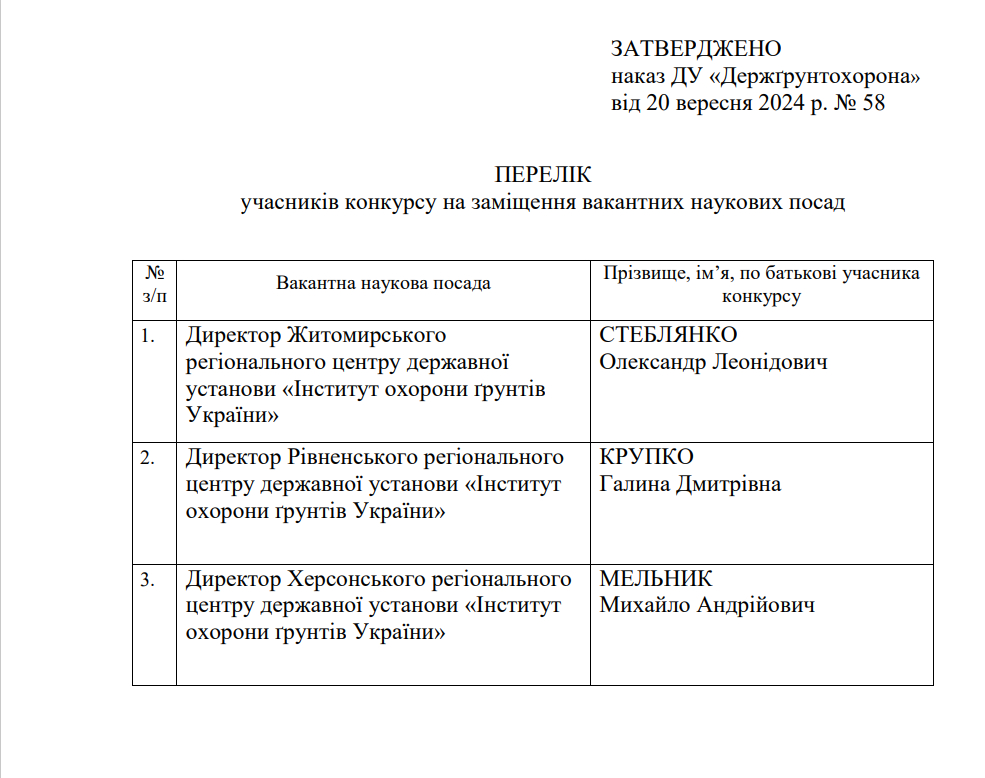 ЗАТВЕРДЖЕНО
наказ ДУ «Держґрунтохорона»
від 20 вересня 2024 р. № 58
ПЕРЕЛІК
учасників конкурсу на заміщення вакантних наукових посад
№
з/п
Вакантна наукова посада
Прізвище, ім’я, по батькові учасника
конкурсу
1.
Директор Житомирського
регіонального центру державної
установи «Інститут охорони ґрунтів
України»
СТЕБЛЯНКО
Олександр Леонідович
2.
Директор Рівненського регіонального
центру державної установи «Інститут
охорони ґрунтів України»
КРУПКО
Галина Дмитрівна
3.
Директор Херсонського регіонального
центру державної установи «Інститут
охорони ґрунтів України»
МЕЛЬНИК
Михайло Андрійович